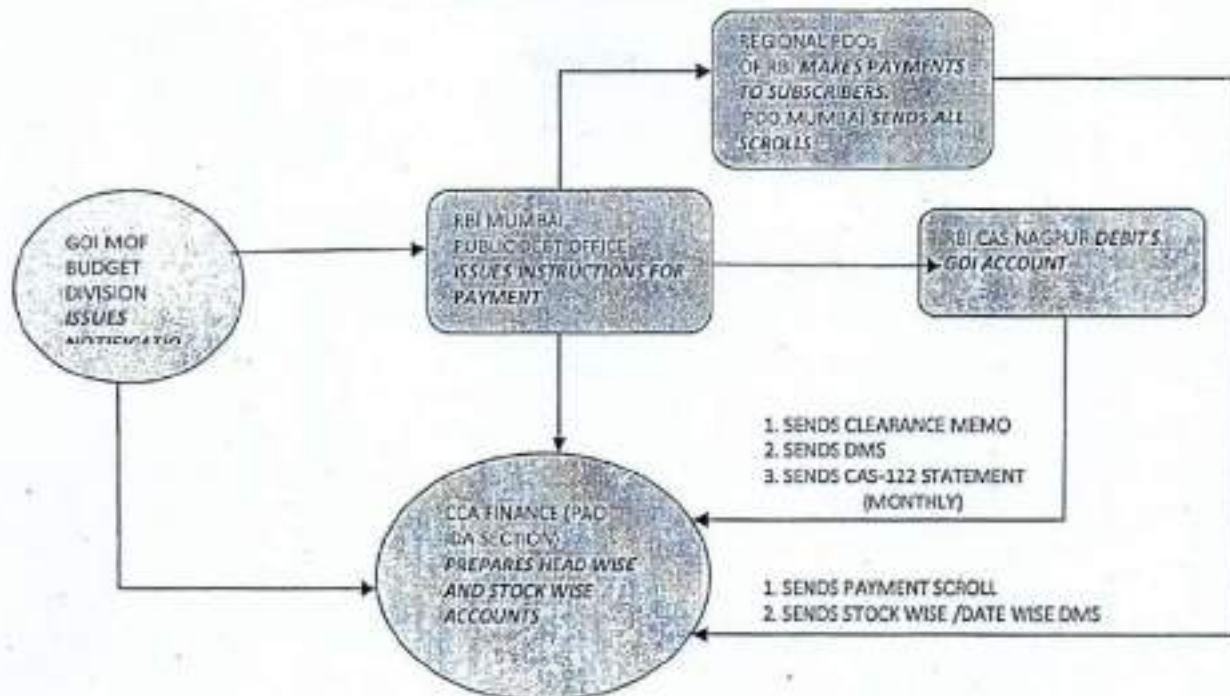 REGIONAL PDOs
OF RBI MAKES PAYMENTS
TO SUBSCRIBERS.
PDO MUMBAI SENDS ALL
SCROLLS
GOI MOF
BUDGET
DIVISION
ISSUES
NOTIFICATIO
RBI MUMBAI
PUBLIC DEBT OFFICE
ISSUES INSTRUCTIONS FOR
PAYMENT
RBI CAS NAGPUR DEBITS
GOI ACCOUNT
1. SENDS CLEARANCE MEMO
2. SENDS DMS
3. SENDS CAS-122 STATEMENT
(MONTHLY)
CCA FINANCE (PAO
IDA SECTION)
PREPARES HEAD WISE
AND STOCK WISE
ACCOUNTS
1. SENDS PAYMENT SCROLL
2. SENDS STOCK WISE /DATE WISE DMS